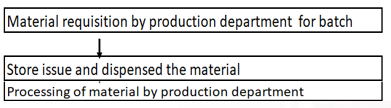 Material requisition by production department for batch
Store issue and dispensed the material
Processing of material by production department